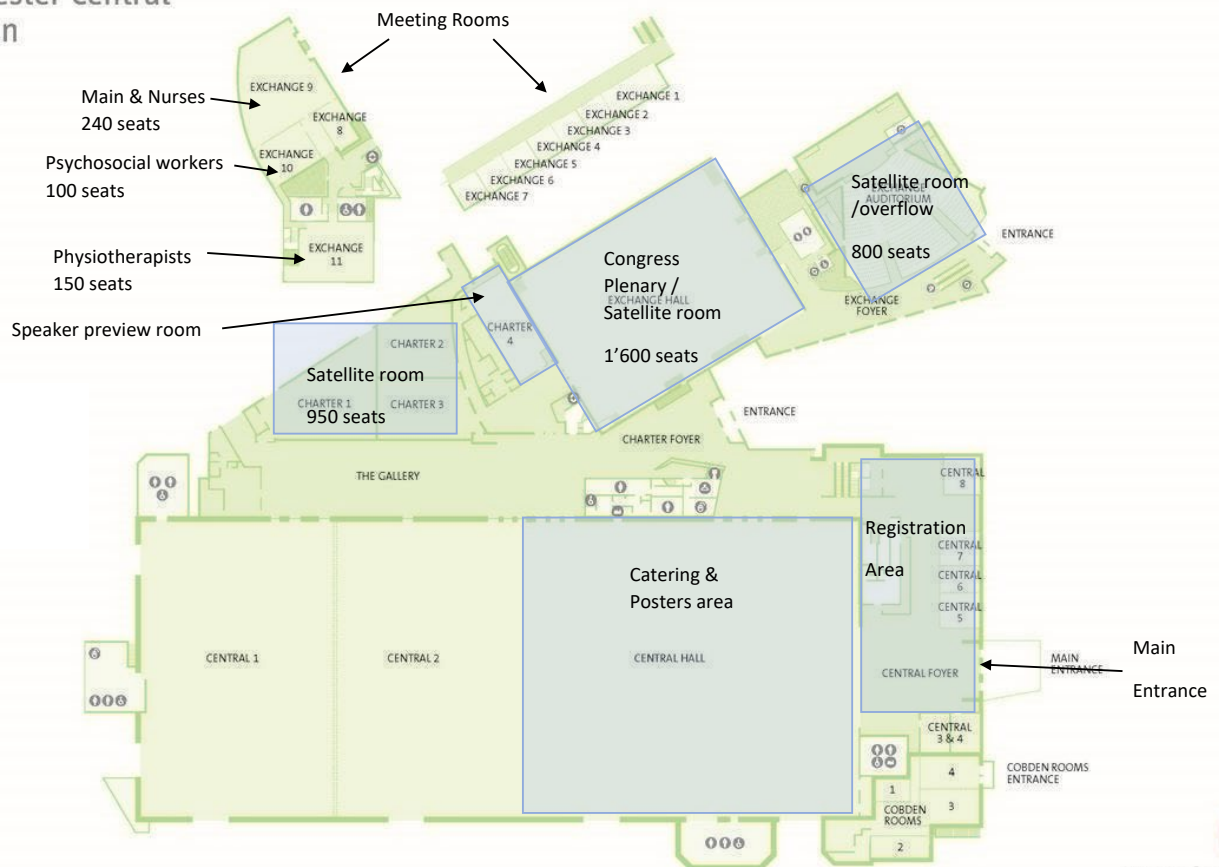 ester Central
n
Meeting Rooms
EXCHANGE 9
Main & Nurses
240 seats
EXCHANGE
8
EXCHANGE
10
Psychosocial workers
100 seats
Physiotherapists
150 seats
EXCHANGE
11
Speaker preview room
EXCHANGE 1
EXCHANGE 2
EXCHANGE 3
EXCHANGE 4
EXCHANGE 5
EXCHANGE 6
EXCHANGE 7
Satellite room
/overflow
800 seats
EXCHANGE
AUDITORIUM
ENTRANCE
EXCHANGE
FOYER
Congress
Plenary /
Satellite room
1'600 seats
EXCHANGE HALL
CHARTER
4
CHARTER 2
Satellite room
950 seats
CHARTER 1
CHARTER 3
ENTRANCE
CHARTER FOYER
THE GALLERY
CENTRAL
8
Registration
Area
CENTRAL
7
CENTRAL
6
CENTRAL
5
Catering &
Posters area
CENTRAL 1
CENTRAL 2
CENTRAL HALL
CENTRAL FOYER
MAIN
ENTRANCE
Main
Entrance
CENTRAL
3 & 4
COBDEN ROOMS
ENTRANCE
4
1
3
COBDEN
ROOMS
2